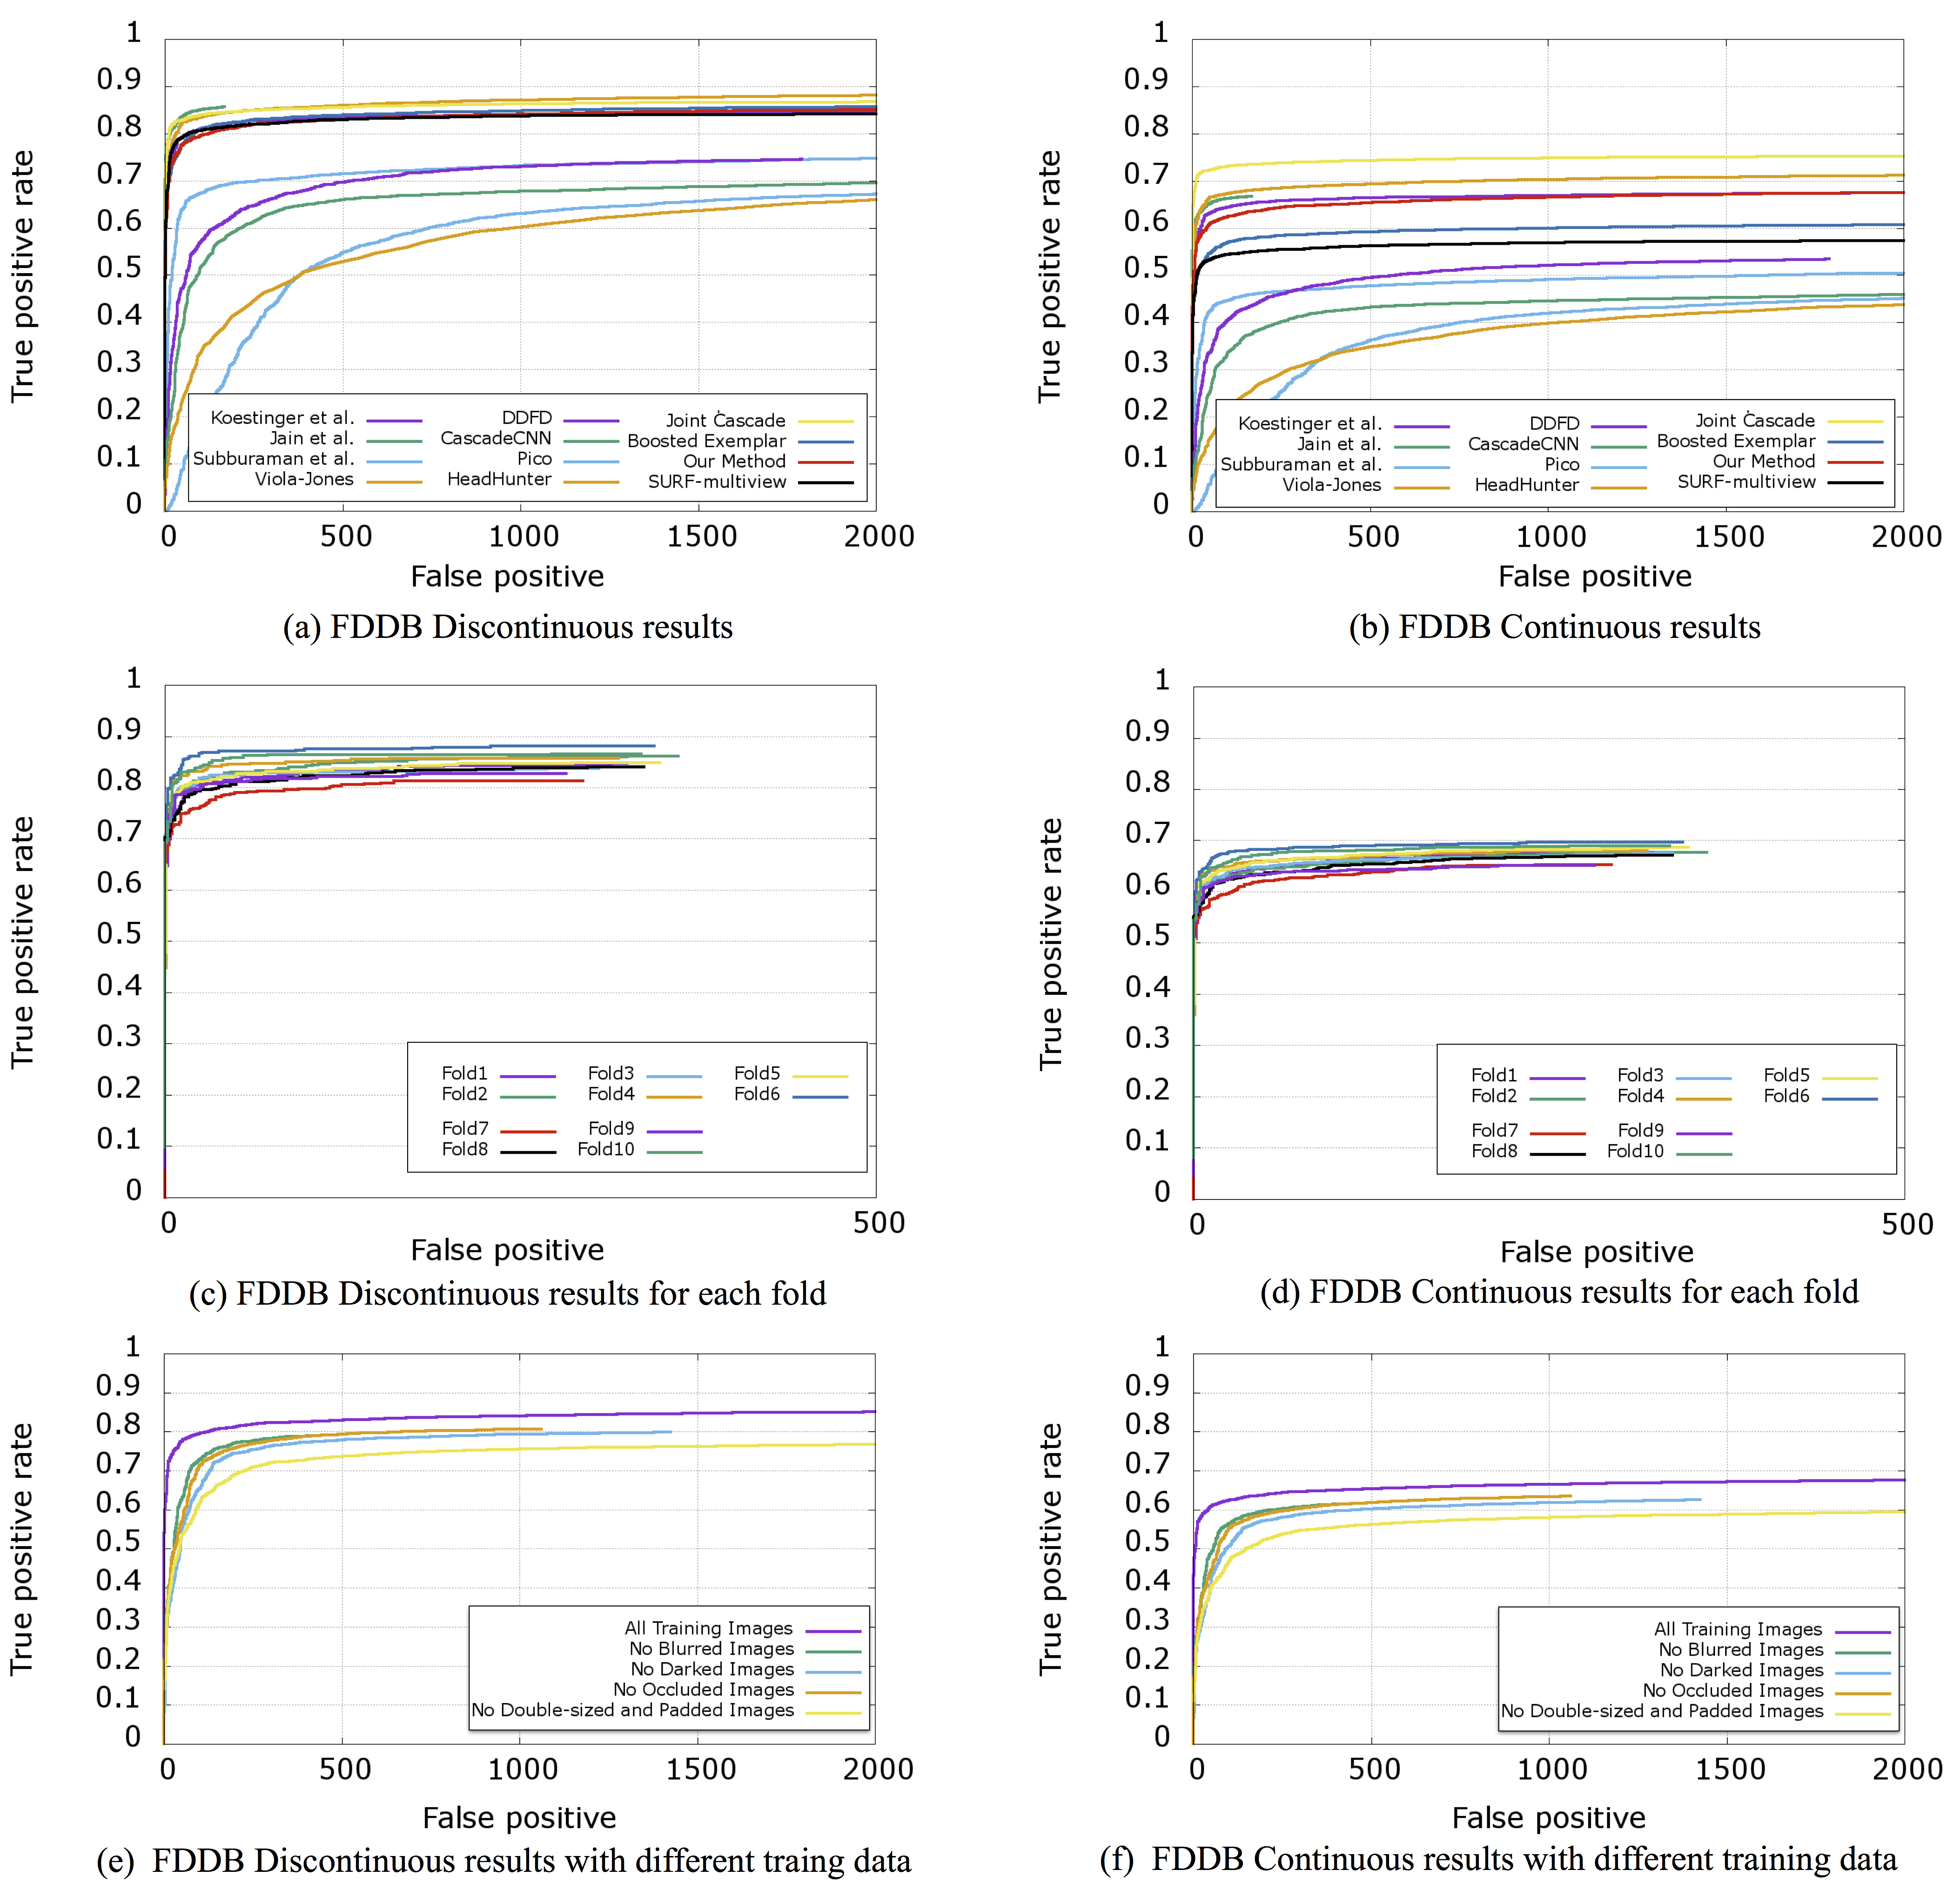 1
0.9
0.8
0.7
0.6
0.5
0.4
0.3
0.2
0.1
0
True positive rate
Koestinger et al.
Jain et al.
Subburaman et al.
Viola-Jones
DDFD
CascadeCNN
Pico
HeadHunter
Joint Cascade
Boosted Exemplar
Our Method
SURF-multiview
0 500 1000 1500 2000
False positive
(a) FDDB Discontinuous results
1
0.9
0.8
0.7
0.6
0.5
0.4
0.3
0.2
0.1
0
True positive rate
Koestinger et al.
Jain et al.
Subburaman et al.
Viola-Jones
DDFD
CascadeCNN
Pico
HeadHunter
Joint Cascade
Boosted Exemplar
Our Method
SURF-multiview
0 500 1000 1500 2000
False positive
(b) FDDB Continuous results
1
0.9
0.8
0.7
0.6
0.5
0.4
0.3
0.2
0.1
0
True positive rate
Fold1 Fold3 Fold5
Fold2 Fold4 Fold6
Fold7 Fold9
Fold8 Fold10
0 500
False positive
(c) FDDB Discontinuous results for each fold
1
0.9
0.8
0.7
0.6
0.5
0.4
0.3
0.2
0.1
0
True positive rate
Fold1 Fold3 Fold5
Fold2 Fold4 Fold6
Fold7 Fold9
Fold8 Fold10
0 500
False positive
(d) FDDB Continuous results for each fold
1
0.9
0.8
0.7
0.6
0.5
0.4
0.3
0.2
0.1
0
True positive rate
All Training Images
No Blurred Images
No Darked Images
No Occluded Images
No Double-sized and Padded Images
0 500 1000 1500 2000
False positive
(e) FDDB Discontinuous results with different traing data
1
0.9
0.8
0.7
0.6
0.5
0.4
0.3
0.2
0.1
0
True positive rate
All Training Images
No Blurred Images
No Darked Images
No Occluded Images
No Double-sized and Padded Images
0 500 1000 1500 2000
False positive
(f) FDDB Continuous results with different training data